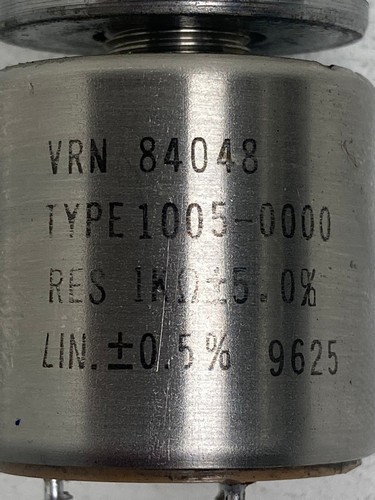 VRN 84048
TYPE 1005-0000
RES 1KΩ±5.0%
LIN. ±0.5% 9625